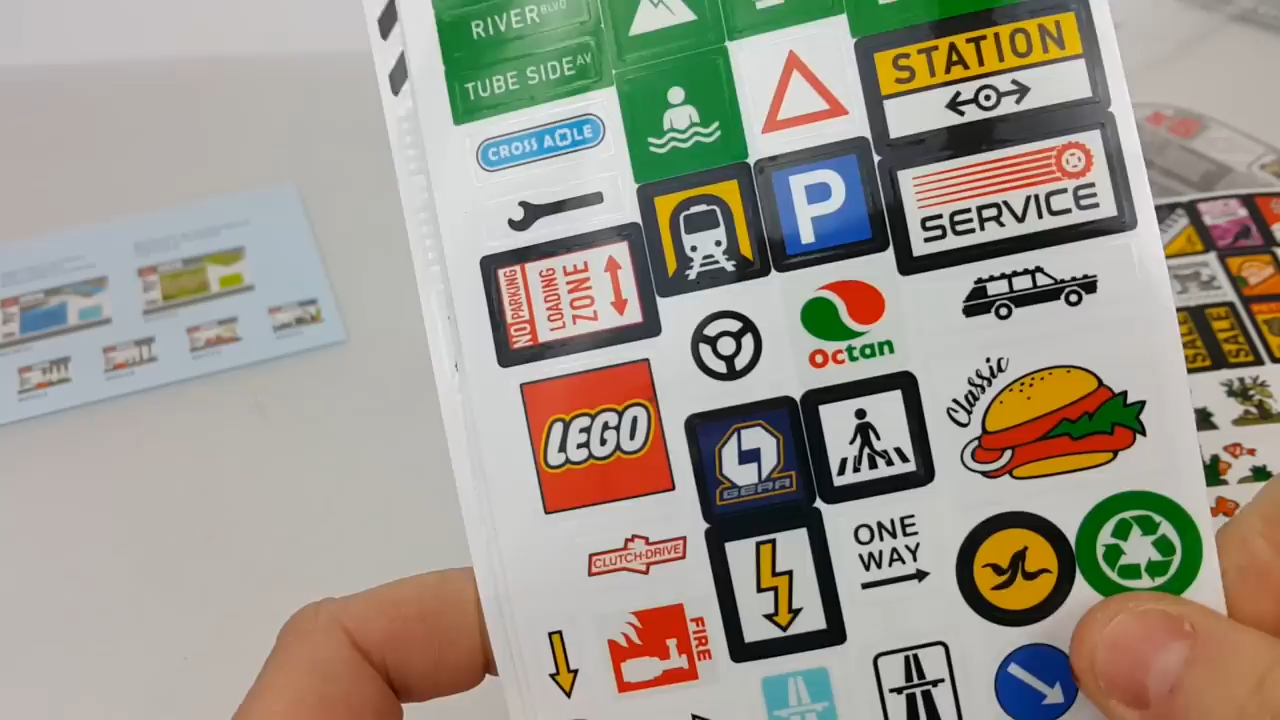 RIVER BLVD
TUBE SIDE AV
STATION
CROSS AXLE
P
SERVICE
NO PARKING
LOADING
ZONE
Octan
Classic
LEGO
GEAR
CLUTCH-DRIVE
ONE
WAY
FIRE
SALE
SALE